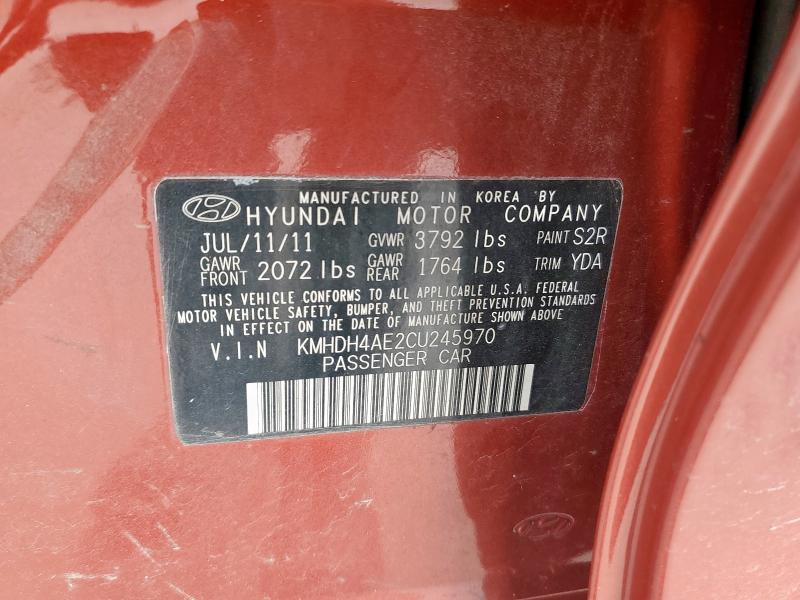 MANUFACTURED IN KOREA BY
HYUNDAI MOTOR COMPANY
JUL/11/11 GVWR 3792 lbs PAINT S2R
GAWR FRONT 2072 lbs GAWR REAR 1764 lbs TRIM YDA
THIS VEHICLE CONFORMS TO ALL APPLICABLE U.S.A. FEDERAL
MOTOR VEHICLE SAFETY, BUMPER, AND THEFT PREVENTION STANDARDS
IN EFFECT ON THE DATE OF MANUFACTURE SHOWN ABOVE
V.I.N KMHDH4AE2CU245970
PASSENGER CAR